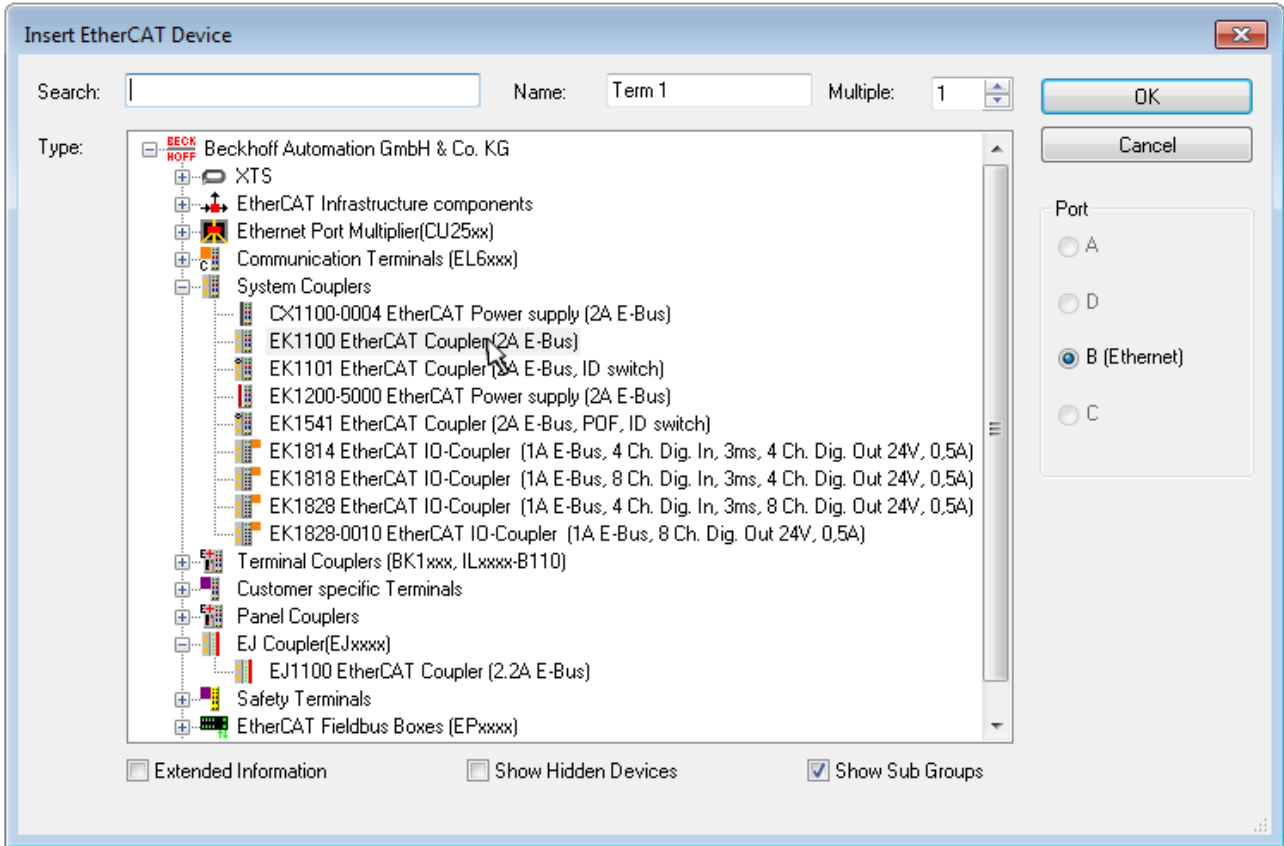 Insert EtherCAT Device
Search: Name: Term 1 Multiple: 1 OK
Type: BECK HOFF Beckhoff Automation GmbH & Co. KG Cancel
XTS
EtherCAT Infrastructure components
Ethernet Port Multiplier(CU25xx)
Communication Terminals (EL6xxx)
System Couplers
CX1100-0004 EtherCAT Power supply (2A E-Bus)
EK1100 EtherCAT Coupler (2A E-Bus)
EK1101 EtherCAT Coupler E-Bus, ID switch)
EK1200-5000 EtherCAT Power supply (2A E-Bus)
EK1541 EtherCAT Coupler (2A E-Bus, POF, ID switch)
EK1814 EtherCAT IO-Coupler (1A E-Bus, 4 Ch. Dig. In, 3ms, 4 Ch. Dig. Out 24V, 0,5A)
EK1818 EtherCAT IO-Coupler (1A E-Bus, 8 Ch. Dig. In, 3ms, 4 Ch. Dig. Out 24V, 0,5A)
EK1828 EtherCAT IO-Coupler (1A E-Bus, 4 Ch. Dig. In, 3ms, 8 Ch. Dig. Out 24V, 0,5A)
EK1828-0010 EtherCAT IO-Coupler (1A E-Bus, 8 Ch. Dig. Out 24V, 0,5A)
Terminal Couplers (BK1xxx, ILxxxx-B110)
Customer specific Terminals
Panel Couplers
EJ Coupler(EJxxxx)
EJ1100 EtherCAT Coupler (2.2A E-Bus)
Safety Terminals
EtherCAT Fieldbus Boxes (EPxxxx)
Port
A
D
B (Ethernet)
C
Extended Information Show Hidden Devices Show Sub Groups